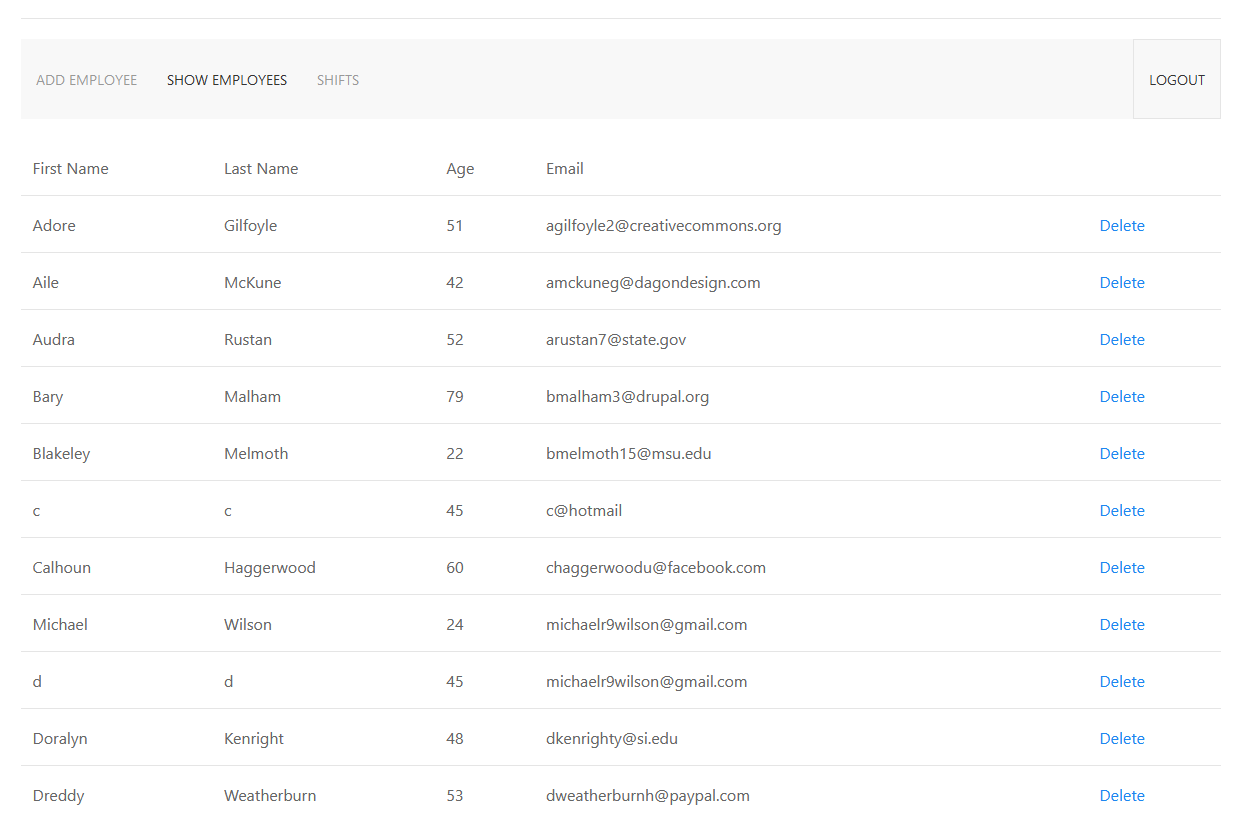 ADD EMPLOYEE SHOW EMPLOYEES SHIFTS LOGOUT
First Name Last Name Age Email
Adore Gilfoyle 51 agilfoyle2@creativecommons.org Delete
Aile McKune 42 amckuneg@dagondesign.com Delete
Audra Rustan 52 arustan7@state.gov Delete
Bary Malham 79 bmalham3@drupal.org Delete
Blakeley Melmoth 22 bmelmoth15@msu.edu Delete
c c 45 c@hotmail Delete
Calhoun Haggerwood 60 chaggerwoodu@facebook.com Delete
Michael Wilson 24 michaelr9wilson@gmail.com Delete
d d 45 michaelr9wilson@gmail.com Delete
Doralyn Kenright 48 dkenrighty@si.edu Delete
Dreddy Weatherburn 53 dweatherburnh@paypal.com Delete